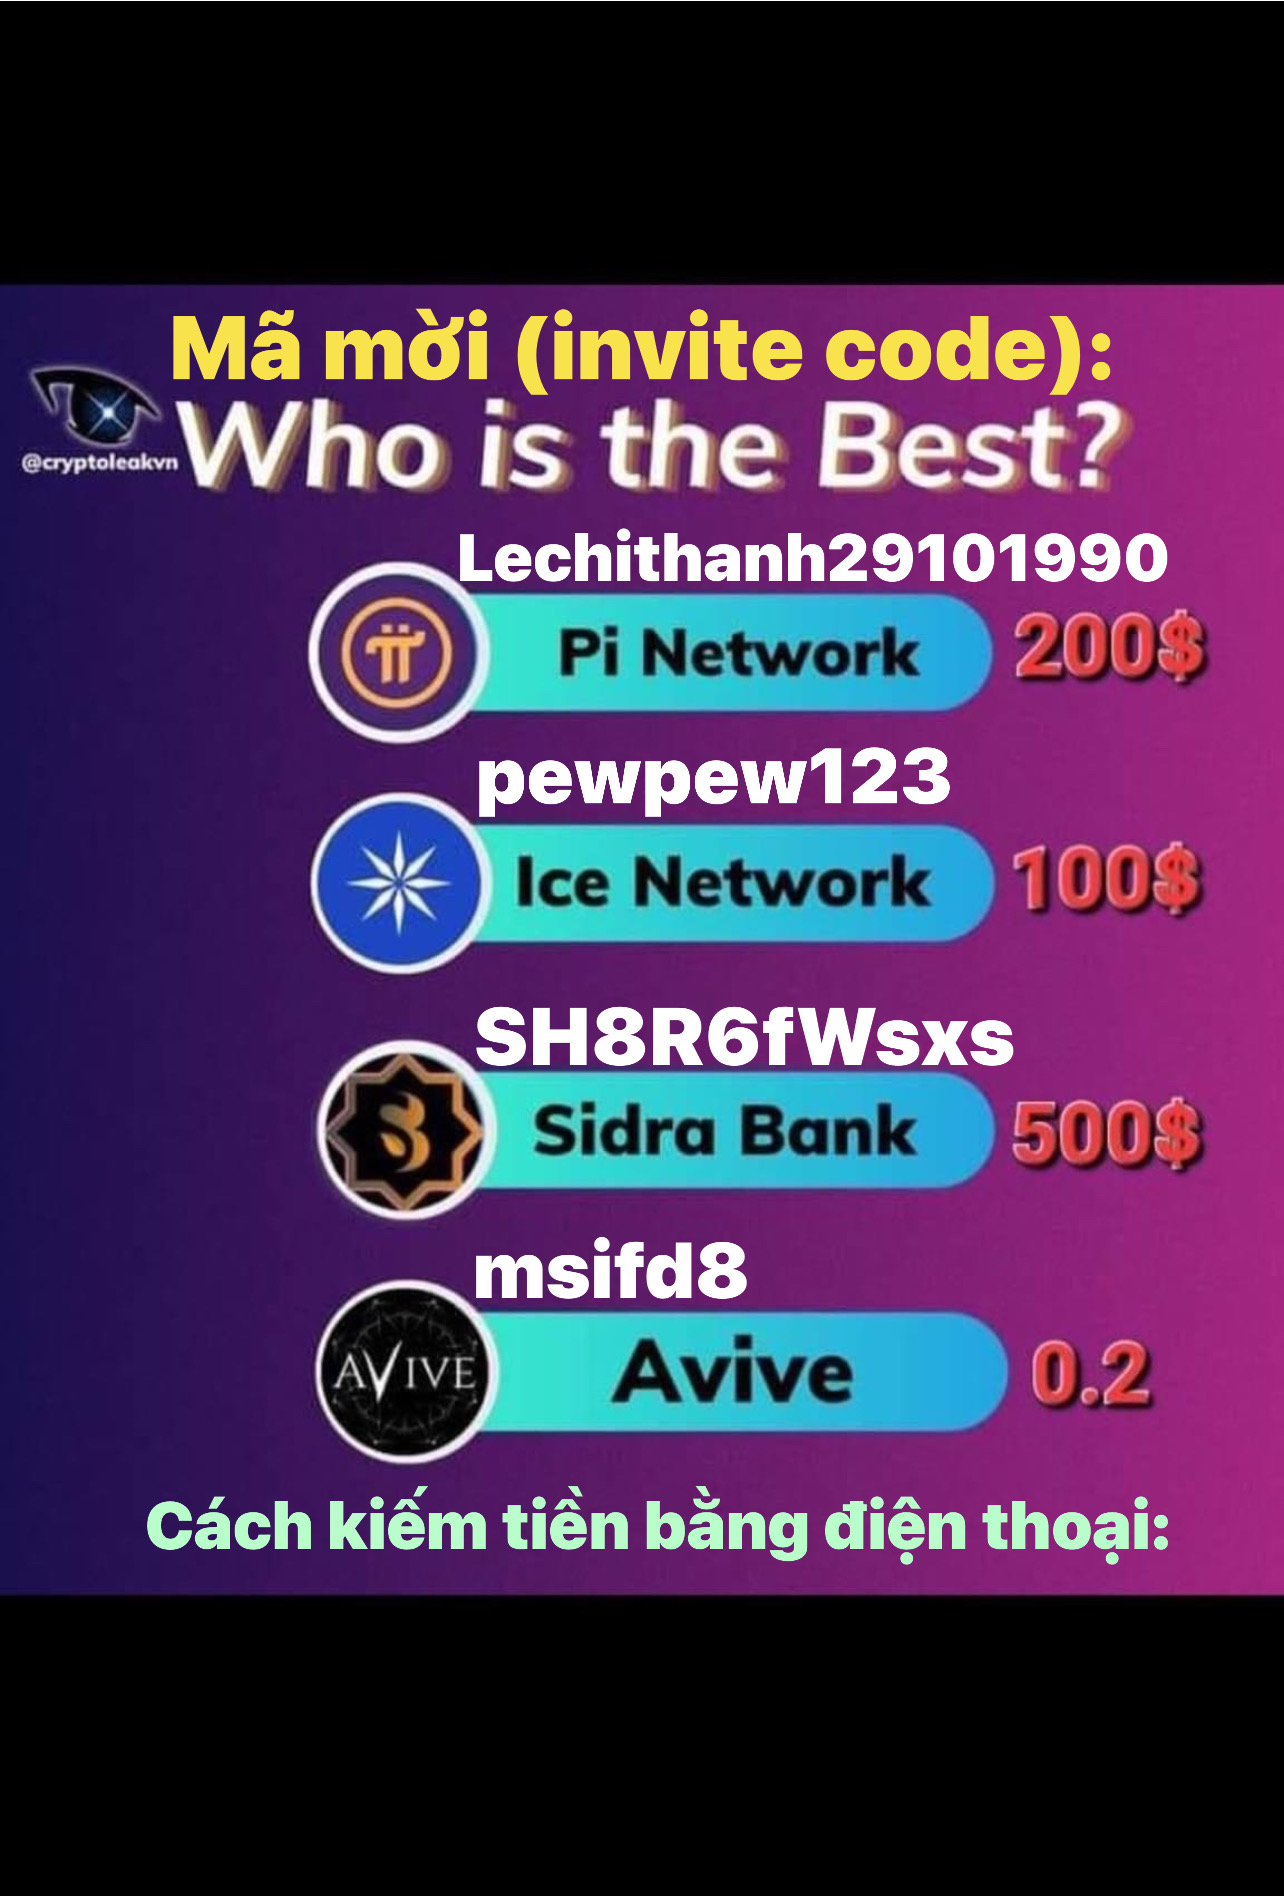 Mã mời (invite code):
@cryptoleakvn
Who is the Best?
Lechithanh29101990
Pi Network
200$
pewpew123
Ice Network
100$
SH8R6fWsxs
Sidra Bank
500$
msifd8
AVIVE
Avive
0.2
Cách kiếm tiền bằng điện thoại: